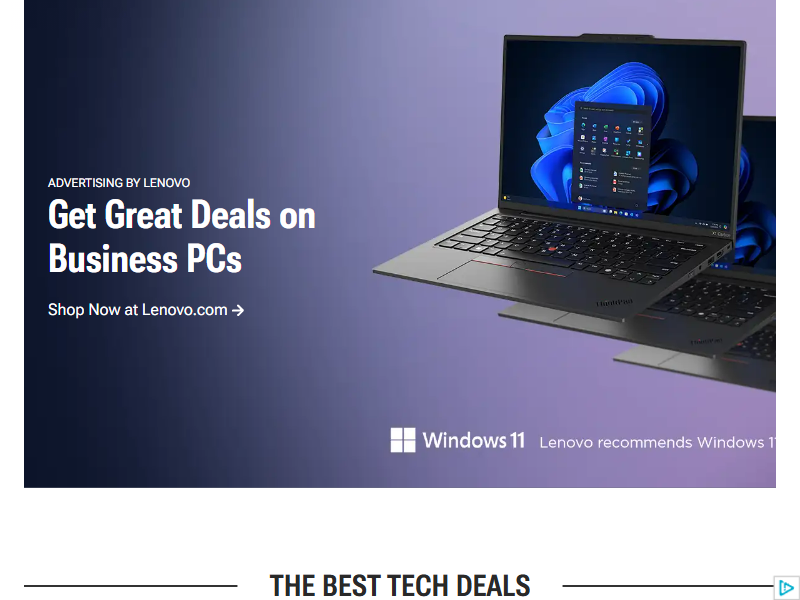 ADVERTISING BY LENOVO
Get Great Deals on
Business PCs
Shop Now at Lenovo.com →
ThinkPad
Windows 11
Lenovo recommends Windows 11
THE BEST TECH DEALS